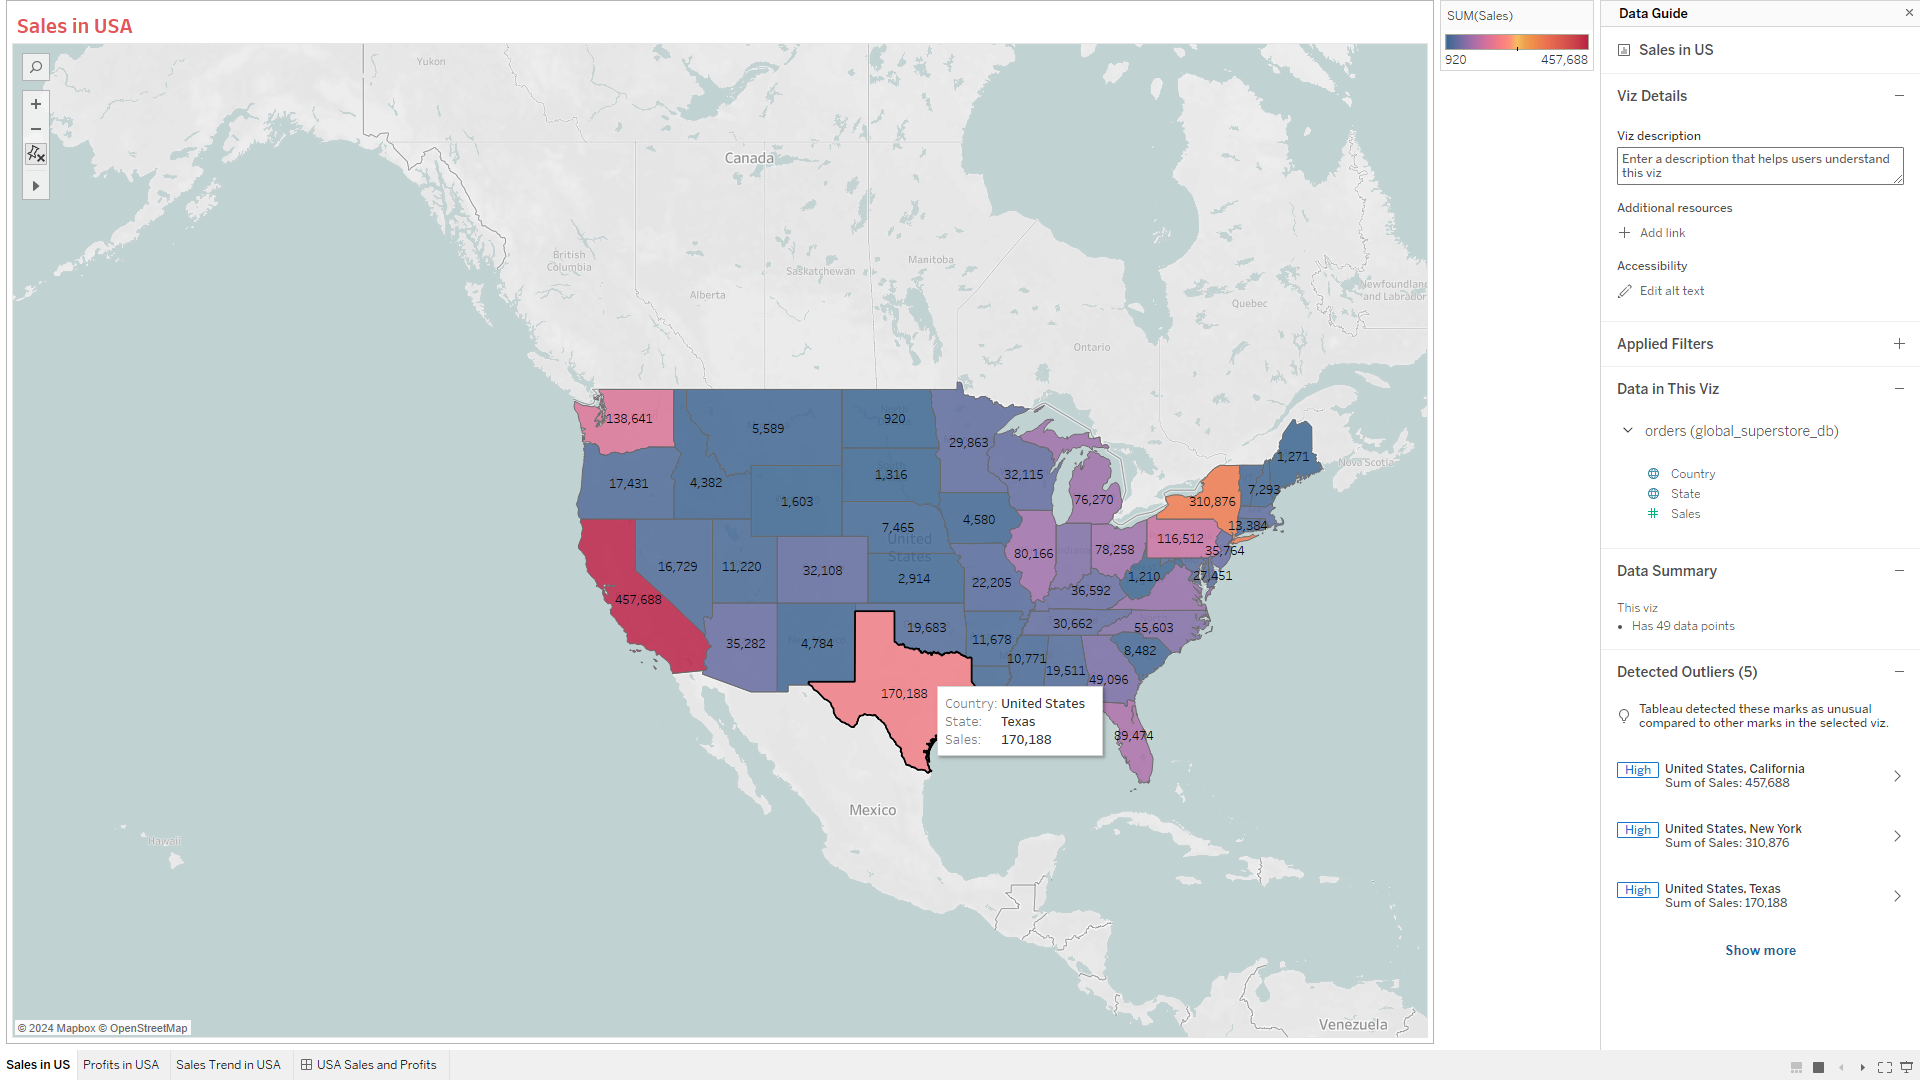 Sales in USA
Yukon
Canada
British
Columbia
Saskatchewan
Manitoba
Alberta
Newfoundland
and Labrador
Quebec
Ontario
Nova Scotia
138,641
5,589
920
29,863
1,271
17,431
4,382
1,603
1,316
32,115
76,270
310,876
7,293
7,465
4,580
13,384
United
States
116,512
35,764
80,166
78,258
16,729
11,220
32,108
2,914
22,205
1,210
27,451
36,592
457,688
19,683
30,662
55,603
35,282
4,784
11,678
10,771
19,511
8,482
49,096
170,188
89,474
Country: United States
State: Texas
Sales: 170,188
Mexico
Hawaii
Venezuela
© 2024 Mapbox © OpenStreetMap
SUM(Sales)
920 457,688
Data Guide
Sales in US
Viz Details
Viz description
Enter a description that helps users understand
this viz
Additional resources
Add link
Accessibility
Edit alt text
Applied Filters
Data in This Viz
orders (global_superstore_db)
Country
State
Sales
Data Summary
This viz
• Has 49 data points
Detected Outliers (5)
Tableau detected these marks as unusual
compared to other marks in the selected viz.
High United States, California
Sum of Sales: 457,688
High United States, New York
Sum of Sales: 310,876
High United States, Texas
Sum of Sales: 170,188
Show more
Sales in US Profits in USA Sales Trend in USA USA Sales and Profits